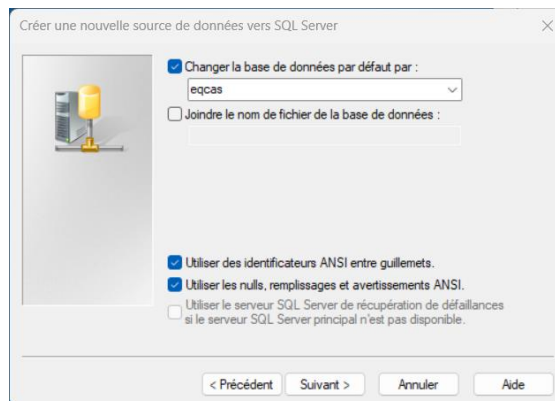 Créer une nouvelle source de données vers SQL Server
Changer la base de données par défaut par :
eqcas
Joindre le nom de fichier de la base de données :
Utiliser des identificateurs ANSI entre guillemets.
Utiliser les nulls, remplissages et avertissements ANSI.
Utiliser le serveur SQL Server de récupération de défaillances
si le serveur SQL Server principal n'est pas disponible.
< Précédent Suivant > Annuler Aide